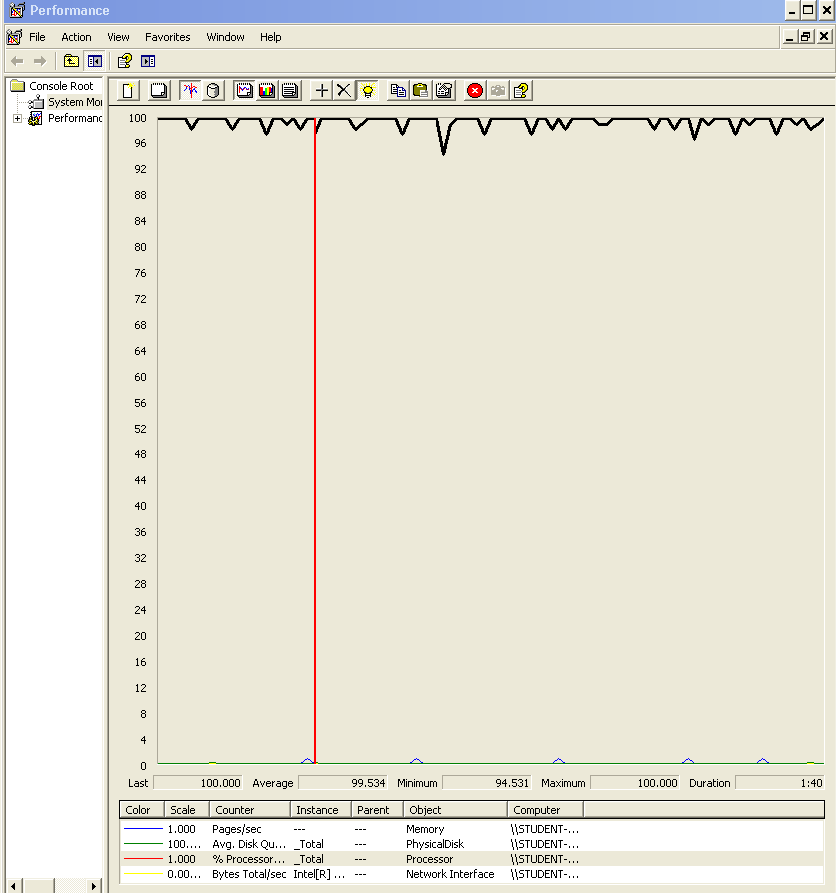 Performance
File Action View Favorites Window Help
Console Root
System Mo
Performanc
100
96
92
88
84
80
76
72
68
64
60
56
52
48
44
40
36
32
28
24
20
16
12
8
4
0
Last 100.000 Average 99.534 Minimum 94.531 Maximum 100.000 Duration 1:40
Color Scale Counter Instance Parent Object Computer
1.000 Pages/sec --- --- Memory \\STUDENT-...
100.... Avg. Disk Qu... _Total --- PhysicalDisk \\STUDENT-...
1.000 % Processor... _Total --- Processor \\STUDENT-...
0.00... Bytes Total/sec Intel[R] ... --- Network Interface \\STUDENT-...